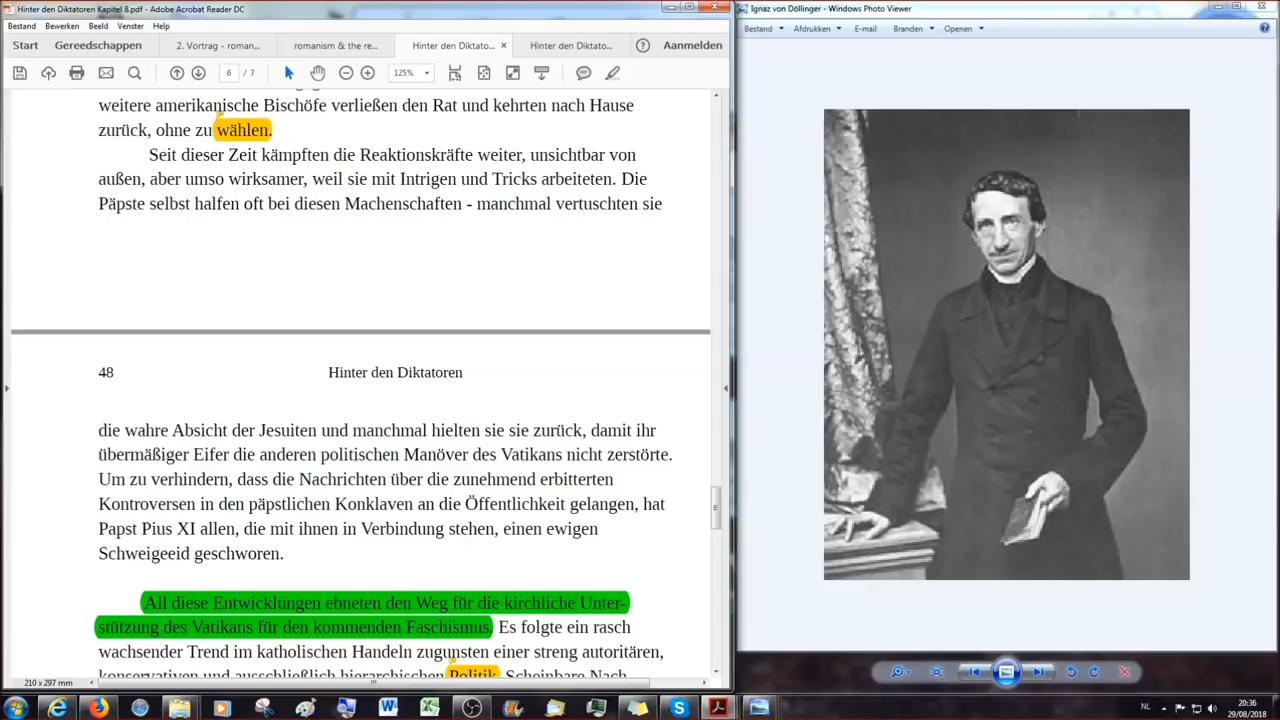 Hinter den Diktatoren Kapitel 8.pdf - Adobe Acrobat Reader DC
Bestand Bewerken Beeld Venster Help
Start Gereedschappen 2. Vortrag - roman... romanism & the re... Hinter den Diktato... × Hinter den Diktato... Aanmelden
6 / 7 125%
weitere amerikanische Bischöfe verließen den Rat und kehrten nach Hause
zurück, ohne zu wählen.
Seit dieser Zeit kämpften die Reaktionskräfte weiter, unsichtbar von
außen, aber umso wirksamer, weil sie mit Intrigen und Tricks arbeiteten. Die
Päpste selbst halfen oft bei diesen Machenschaften - manchmal vertuschten sie
48 Hinter den Diktatoren
die wahre Absicht der Jesuiten und manchmal hielten sie sie zurück, damit ihr
übermäßiger Eifer die anderen politischen Manöver des Vatikans nicht zerstörte.
Um zu verhindern, dass die Nachrichten über die zunehmend erbitterten
Kontroversen in den päpstlichen Konklaven an die Öffentlichkeit gelangen, hat
Papst Pius XI allen, die mit ihnen in Verbindung stehen, einen ewigen
Schweigeeid geschworen.
All diese Entwicklungen ebneten den Weg für die kirchliche Unter-
stützung des Vatikans für den kommenden Faschismus. Es folgte ein rasch
wachsender Trend im katholischen Handeln zugunsten einer streng autoritären,
konservativen und ausschließlich hierarchischen Politik. Scheinbare Nach
210 x 297 mm
Ignaz von Döllinger - Windows Photo Viewer
Bestand Afdrukken E-mail Branden Openen
NL 20:36
29/08/2018